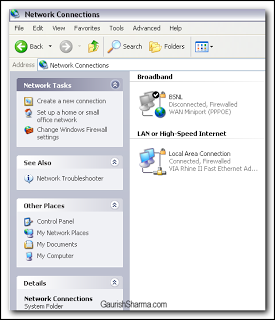 Network Connections
File Edit View Favorites Tools Advanced Help
Back Search Folders
Address Network Connections
Network Tasks
Create a new connection
Set up a home or small
office network
Change Windows Firewall
settings
See Also
Network Troubleshooter
Other Places
Control Panel
My Network Places
My Documents
My Computer
Details
Network Connections
System Folder
Broadband
BSNL
Disconnected, Firewalled
WAN Miniport (PPPOE)
LAN or High-Speed Internet
Local Area Connection
Connected, Firewalled
VIA Rhine II Fast Ethernet Ad...
GaurishSharma.com